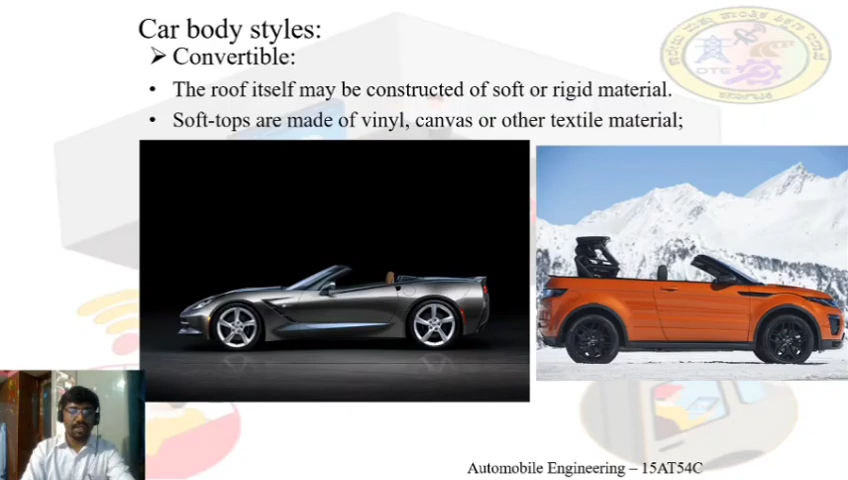 Car body styles:
➢ Convertible:
• The roof itself may be constructed of soft or rigid material.
• Soft-tops are made of vinyl, canvas or other textile material;
DTE
Automobile Engineering – 15AT54C